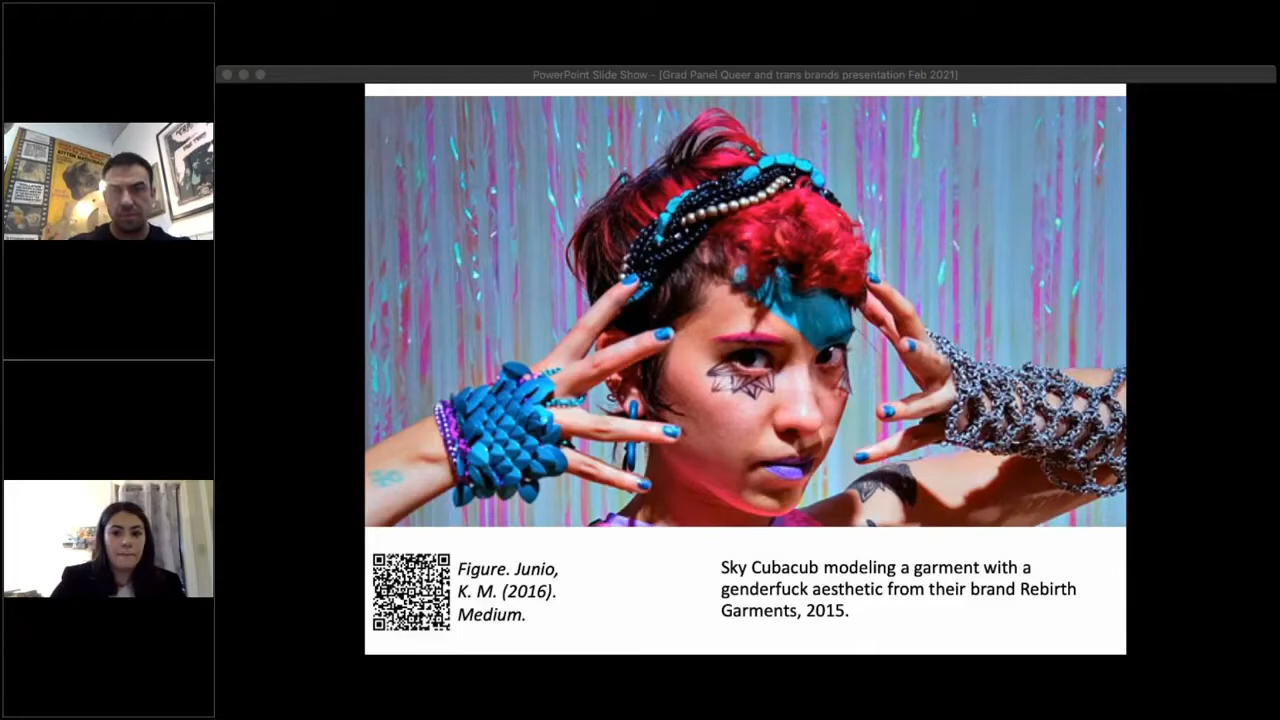 PowerPoint Slide Show - [Grad Panel Queer and trans brands presentation Feb 2021]
Figure. Junio,
K. M. (2016).
Medium.
Sky Cubacub modeling a garment with a
genderfuck aesthetic from their brand Rebirth
Garments, 2015.